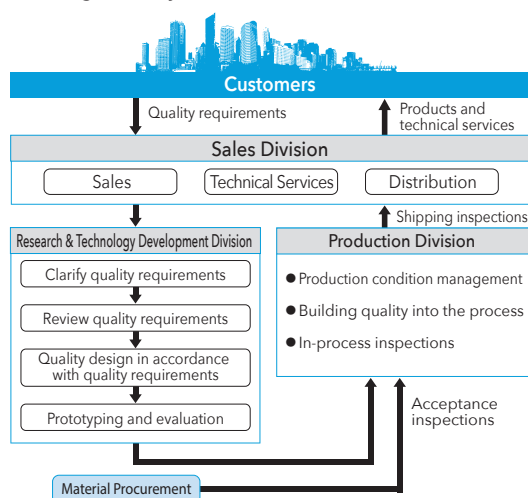 Customers
Quality requirements
Products and
technical services
Sales Division
Sales
Technical Services
Distribution
Shipping inspections
Research & Technology Development Division
Clarify quality requirements
Review quality requirements
Quality design in accordance
with quality requirements
Prototyping and evaluation
Production Division
● Production condition management
● Building quality into the process
● In-process inspections
Acceptance
inspections
Material Procurement